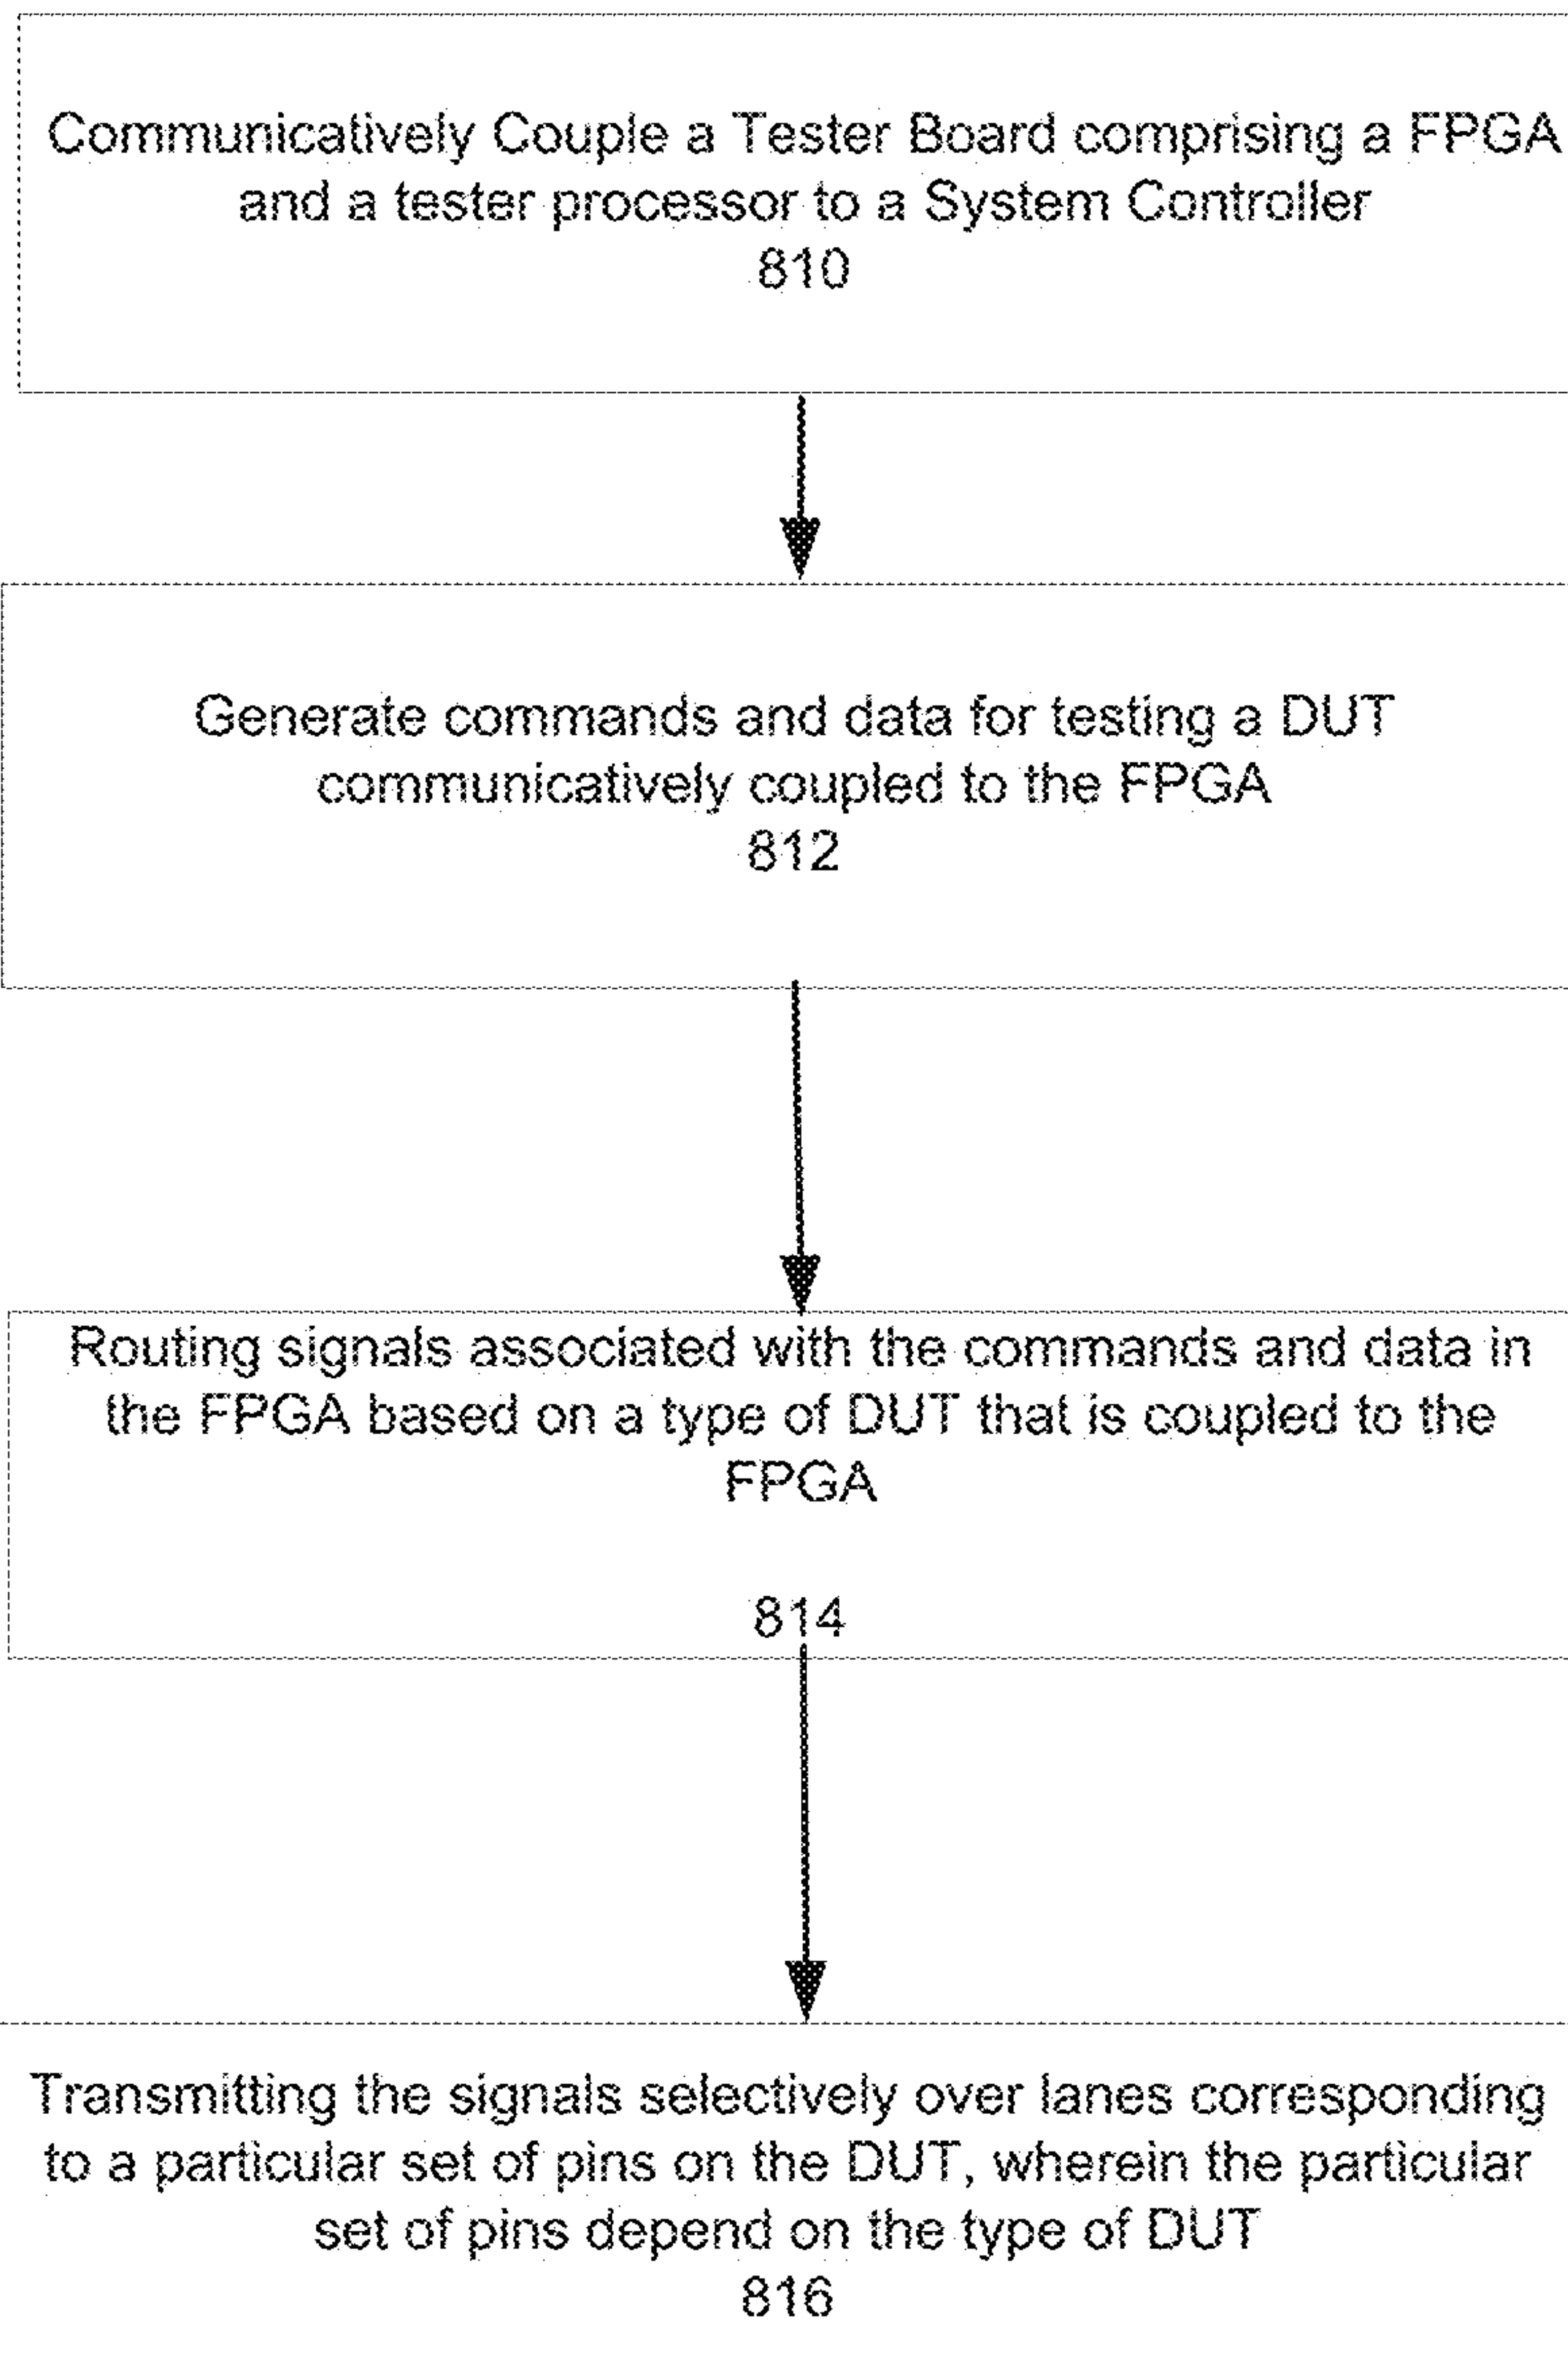 Communicatively Couple a Tester Board comprising a FPGA
and a tester processor to a System Controller
810
Generate commands and data for testing a DUT
communicatively coupled to the FPGA
812
Routing signals associated with the commands and data in
the FPGA based on a type of DUT that is coupled to the
FPGA
814
Transmitting the signals selectively over lanes corresponding
to a particular set of pins on the DUT, wherein the particular
set of pins depend on the type of DUT
816